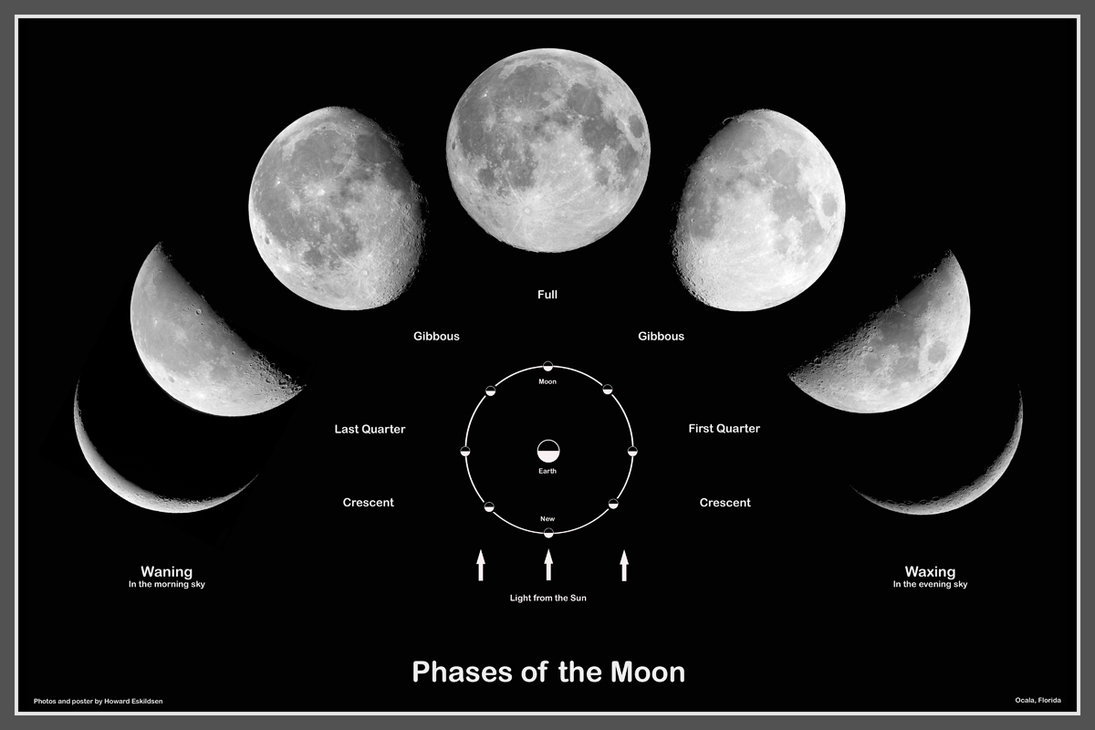 Full
Gibbous
Gibbous
Moon
Last Quarter
First Quarter
Earth
Crescent
Crescent
New
Waning
In the morning sky
Waxing
In the evening sky
Light from the Sun
Phases of the Moon
Photos and poster by Howard Eskildsen
Ocala, Florida